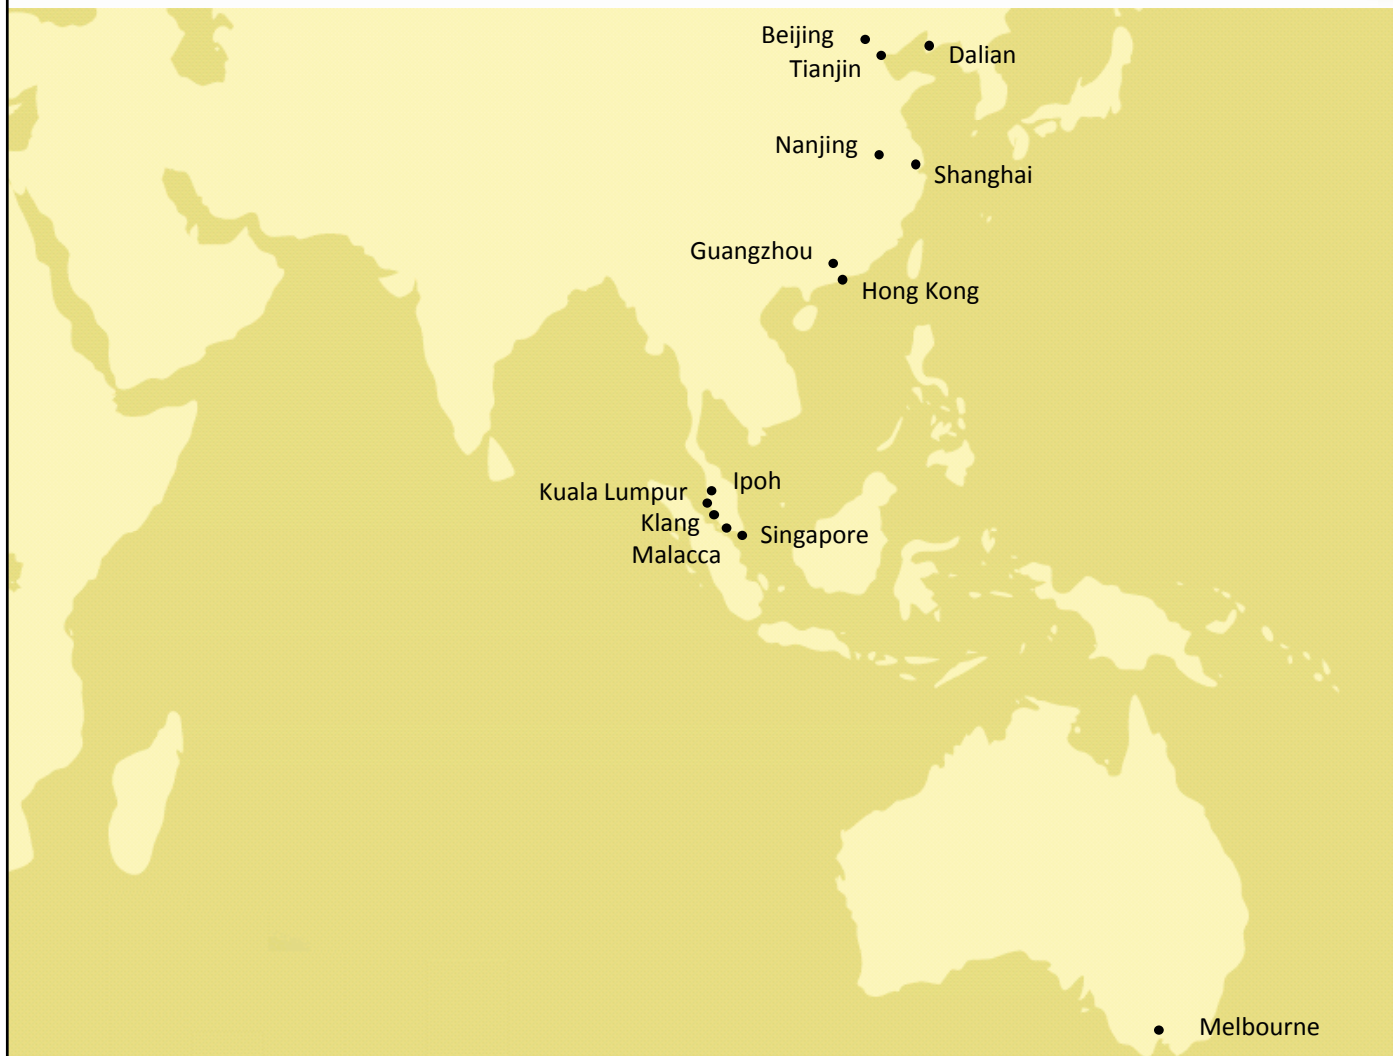 Beijing
Dalian
Tianjin
Nanjing
Shanghai
Guangzhou
Hong Kong
Ipoh
Kuala Lumpur
Klang
Singapore
Malacca
Melbourne